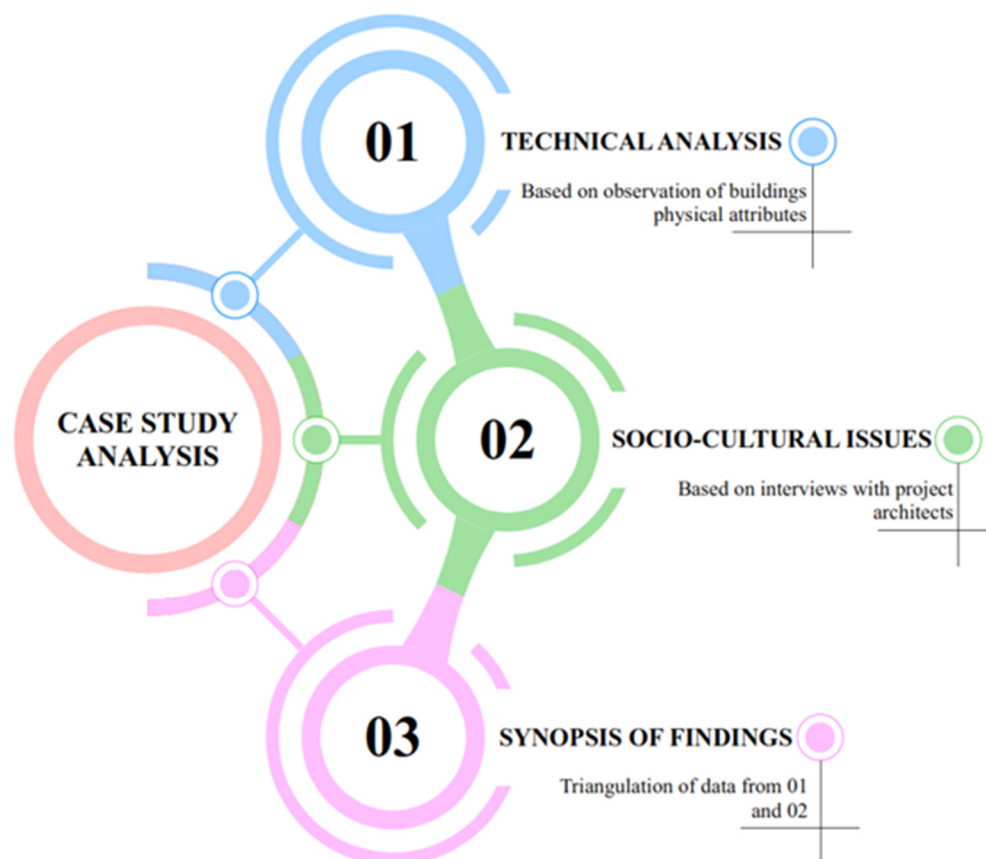 01
TECHNICAL ANALYSIS
Based on observation of buildings
physical attributes
CASE STUDY
ANALYSIS
02
SOCIO-CULTURAL ISSUES
Based on interviews with project
architects
03
SYNOPSIS OF FINDINGS
Triangulation of data from 01
and 02